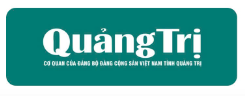 Quảng Trị
CƠ QUAN CỦA ĐẢNG BỘ ĐẢNG CỘNG SẢN VIỆT NAM TỈNH QUẢNG TRỊ